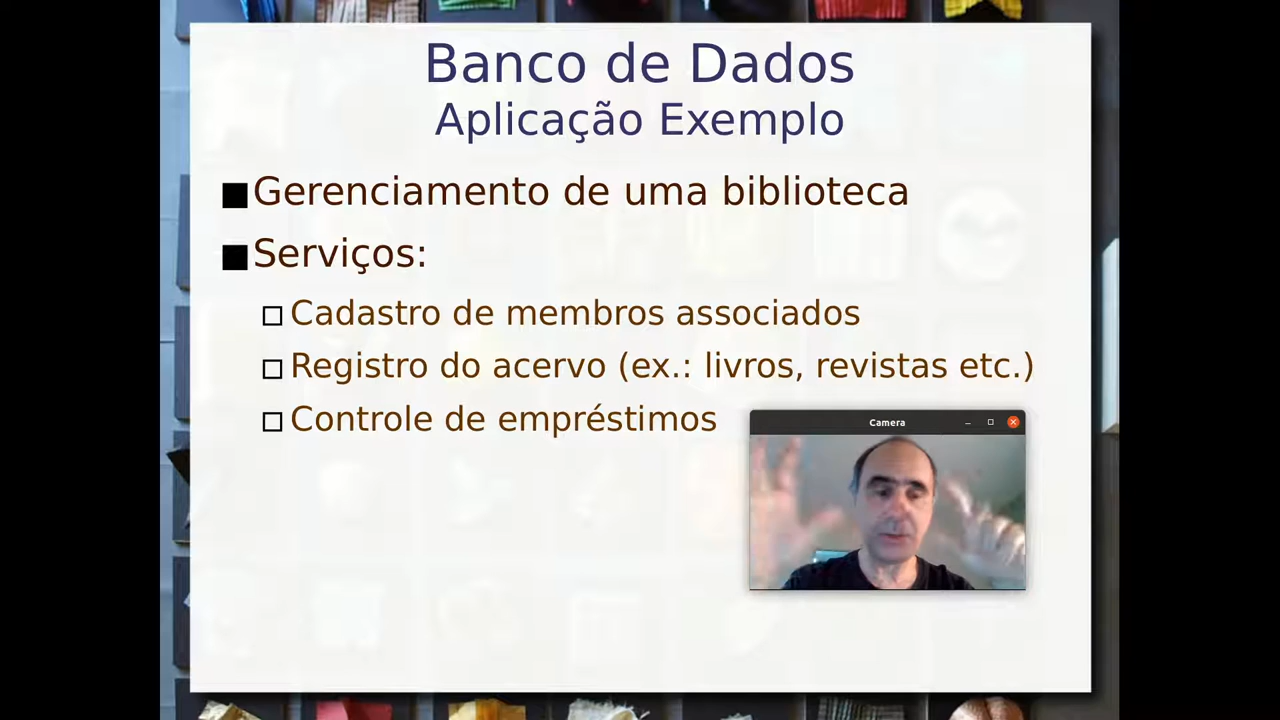 Banco de Dados
Aplicação Exemplo
Gerenciamento de uma biblioteca
Serviços:
Cadastro de membros associados
Registro do acervo (ex.: livros, revistas etc.)
Controle de empréstimos
Camera